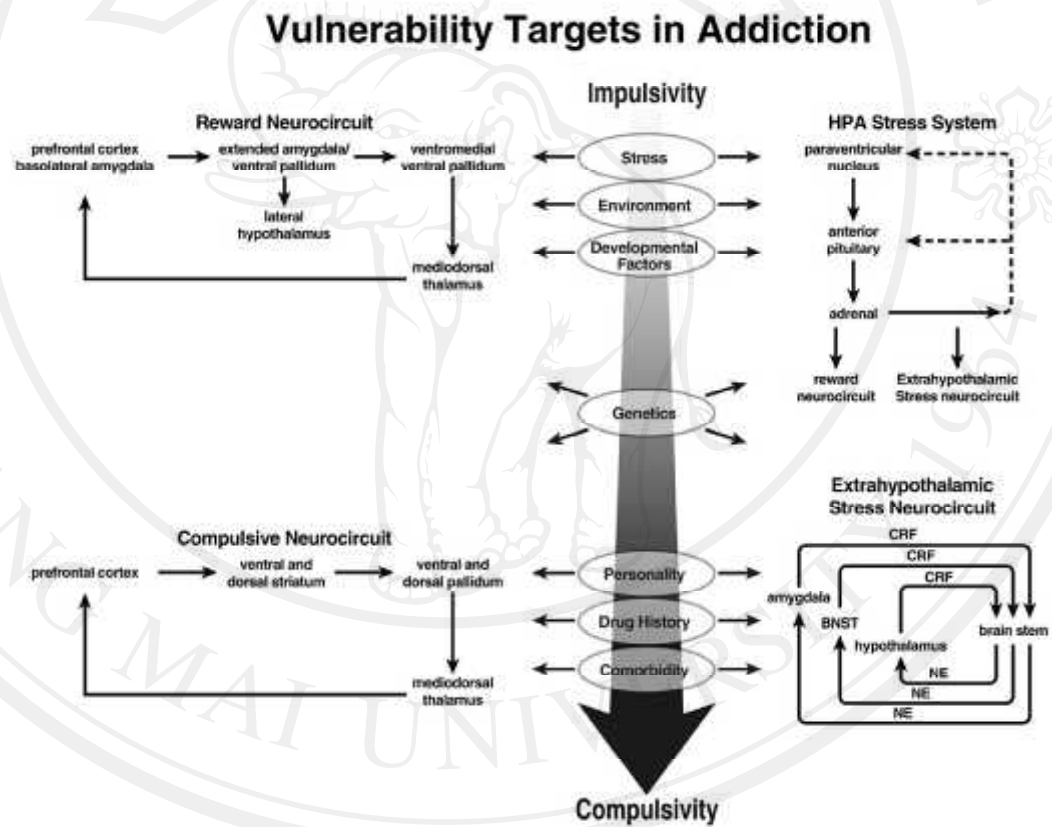 Vulnerability Targets in Addiction
Impulsivity
Reward Neurocircuit
prefrontal cortex
basolateral amygdala
extended amygdala/
ventral pallidum
ventromedial
ventral pallidum
lateral
hypothalamus
mediodorsal
thalamus
Stress
Environment
Developmental
Factors
Genetics
HPA Stress System
paraventricular
nucleus
anterior
pituitary
adrenal
reward
neurocircuit
Extrahypothalamic
Stress neurocircuit
Compulsive Neurocircuit
prefrontal cortex
ventral and
dorsal striatum
ventral and
dorsal pallidum
mediodorsal
thalamus
Personality
Drug History
Comorbidity
Extrahypothalamic
Stress Neurocircuit
CRF
CRF
CRF
amygdala
BNST
hypothalamus
brain stem
NE
NE
NE
Compulsivity
MAI UNIVERSITY 1964